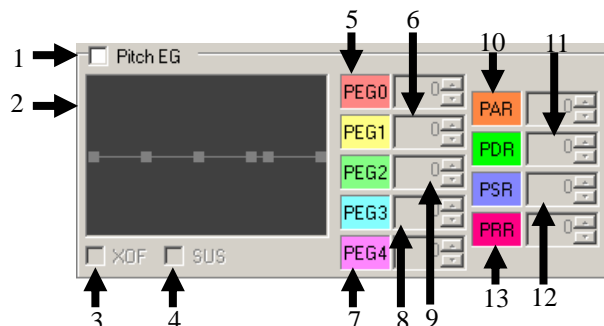 5 6 10 11
1 Pitch EG
2
PEG0 0
PEG1 0
PEG2 0
PEG3 0
PEG4 0
PAR 0
PDR 0
PSR 0
PRR 0
XOF SUS
3 4 7 8 9 13 12